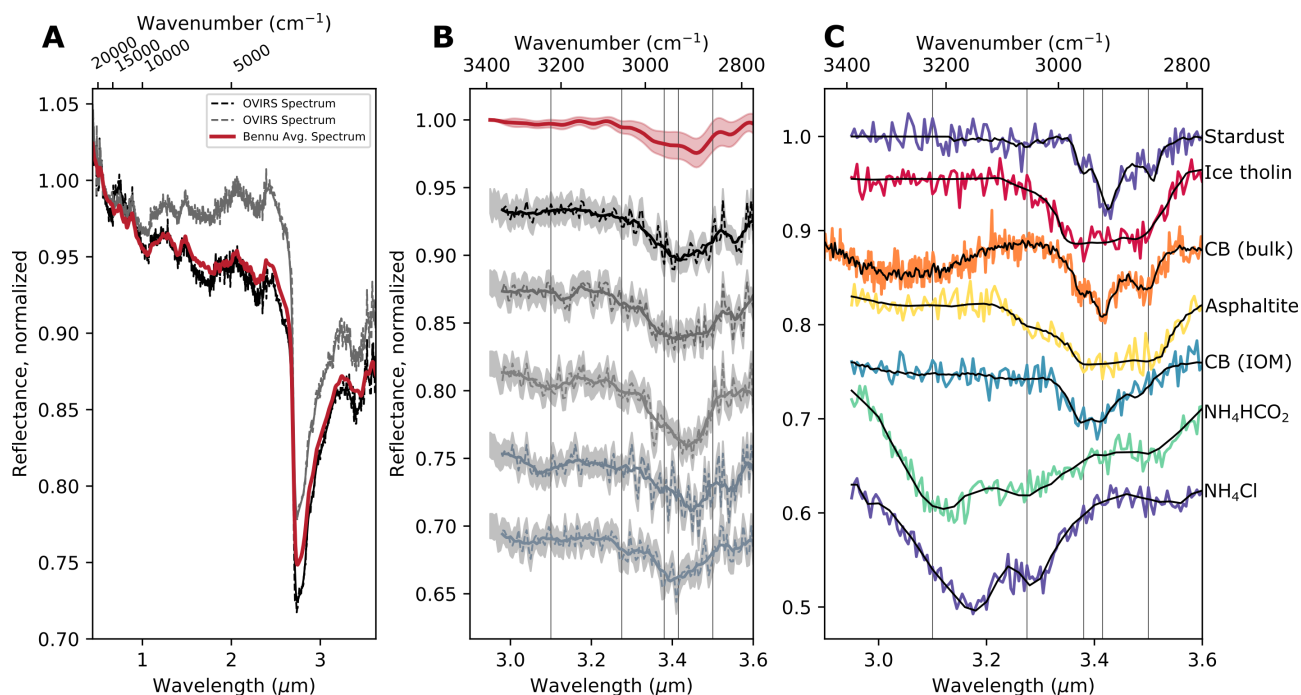 A
Wavenumber (cm⁻¹)
20000
15000
10000
5000
OVIRS Spectrum
OVIRS Spectrum
Bennu Avg. Spectrum
Reflectance, normalized
1.05
1.00
0.95
0.90
0.85
0.80
0.75
0.70
1
2
3
Wavelength (μm)
B
Wavenumber (cm⁻¹)
3400
3200
3000
2800
Reflectance, normalized
1.00
0.95
0.90
0.85
0.80
0.75
0.70
0.65
3.0
3.2
3.4
3.6
Wavelength (μm)
C
Wavenumber (cm⁻¹)
3400
3200
3000
2800
1.0
0.9
0.8
0.7
0.6
0.5
Stardust
Ice tholin
CB (bulk)
Asphaltite
CB (IOM)
NH₄HCO₂
NH₄Cl
3.0
3.2
3.4
3.6
Wavelength (μm)